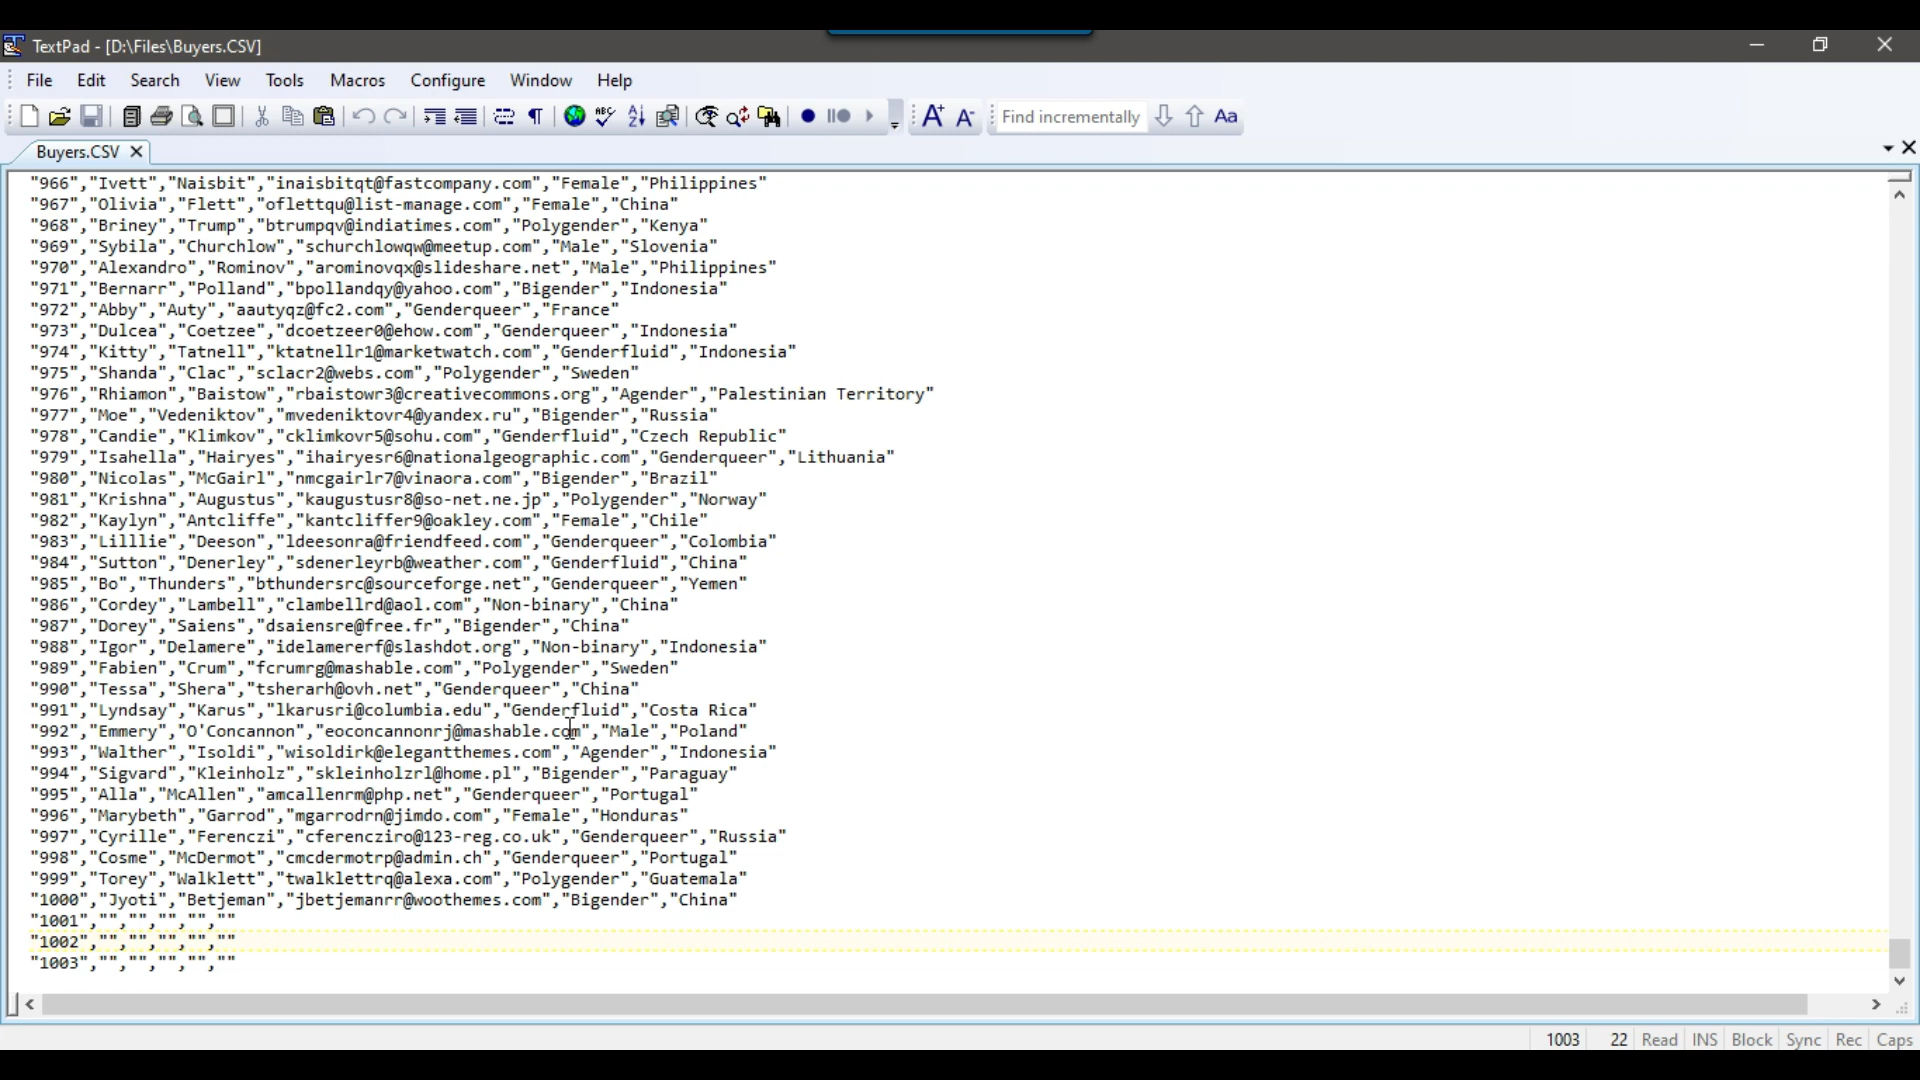 TextPad - [D:\Files\Buyers.CSV]
File Edit Search View Tools Macros Configure Window Help
Find incrementally Aa
Buyers.CSV
"966","Ivett","Naisbit","inaisbitqt@fastcompany.com","Female","Philippines"
"967","Olivia","Flett","oflettqu@list-manage.com","Female","China"
"968","Briney","Trump","btrumpqv@indiatimes.com","Polygender","Kenya"
"969","Sybila","Churchlow","schurchlowqw@meetup.com","Male","Slovenia"
"970","Alexandro","Rominov","arominovqx@slideshare.net","Male","Philippines"
"971","Bernarr","Polland","bpollandqy@yahoo.com","Bigender","Indonesia"
"972","Abby","Auty","aautyqz@fc2.com","Genderqueer","France"
"973","Dulcea","Coetzee","dcoetzeer0@ehow.com","Genderqueer","Indonesia"
"974","Kitty","Tatnell","ktatnellr1@marketwatch.com","Genderfluid","Indonesia"
"975","Shanda","Clac","sclacr2@webs.com","Polygender","Sweden"
"976","Rhiamon","Baistow","rbaistowr3@creativecommons.org","Agender","Palestinian Territory"
"977","Moe","Vedeniktov","mvedeniktovr4@yandex.ru","Bigender","Russia"
"978","Candie","Klimkov","cklimkovr5@sohu.com","Genderfluid","Czech Republic"
"979","Isahella","Hairyes","ihairyesr6@nationalgeographic.com","Genderqueer","Lithuania"
"980","Nicolas","McGairl","nmcgairlr7@vinaora.com","Bigender","Brazil"
"981","Krishna","Augustus","kaugustusr8@so-net.ne.jp","Polygender","Norway"
"982","Kaylyn","Antcliffe","kantcliffer9@oakley.com","Female","Chile"
"983","Lilllie","Deeson","ldeesonra@friendfeed.com","Genderqueer","Colombia"
"984","Sutton","Denerley","sdenerleyrb@weather.com","Genderfluid","China"
"985","Bo","Thunders","bthundersrc@sourceforge.net","Genderqueer","Yemen"
"986","Cordey","Lambell","clambellrd@aol.com","Non-binary","China"
"987","Dorey","Saiens","dsaiensre@free.fr","Bigender","China"
"988","Igor","Delamere","idelamererf@slashdot.org","Non-binary","Indonesia"
"989","Fabien","Crum","fcrumrg@mashable.com","Polygender","Sweden"
"990","Tessa","Shera","tsherarh@ovh.net","Genderqueer","China"
"991","Lyndsay","Karus","lkarusri@columbia.edu","Genderfluid","Costa Rica"
"992","Emmery","O'Concannon","eoconcannonrj@mashable.com","Male","Poland"
"993","Walther","Isoldi","wisoldirk@elegantthemes.com","Agender","Indonesia"
"994","Sigvard","Kleinholz","skleinholzrl@home.pl","Bigender","Paraguay"
"995","Alla","McAllen","amcallenrm@php.net","Genderqueer","Portugal"
"996","Marybeth","Garrod","mgarrodrn@jimdo.com","Female","Honduras"
"997","Cyrille","Ferenczi","cferencziro@123-reg.co.uk","Genderqueer","Russia"
"998","Cosme","McDermot","cmcdermotrp@admin.ch","Genderqueer","Portugal"
"999","Torey","Walklett","twalklettrq@alexa.com","Polygender","Guatemala"
"1000","Jyoti","Betjeman","jbetjemanrr@woothemes.com","Bigender","China"
"1001","","","","",""
"1002","","","","",""
"1003","","","","",""
1003 22 Read INS Block Sync Rec Caps